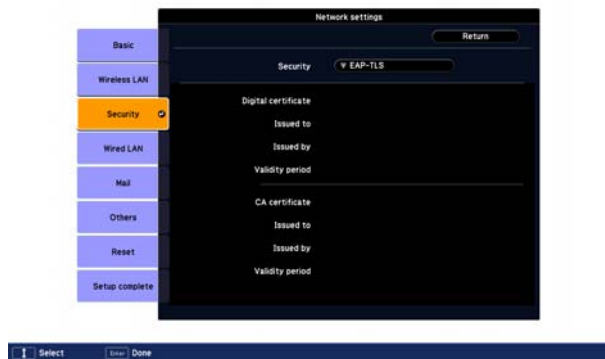 Network settings
Return
Basic
Security ▼ EAP-TLS
Wireless LAN
Digital certificate
Security
Issued to
Issued by
Wired LAN
Validity period
Mail
CA certificate
Others
Issued to
Issued by
Reset
Validity period
Setup complete
Select Enter Done